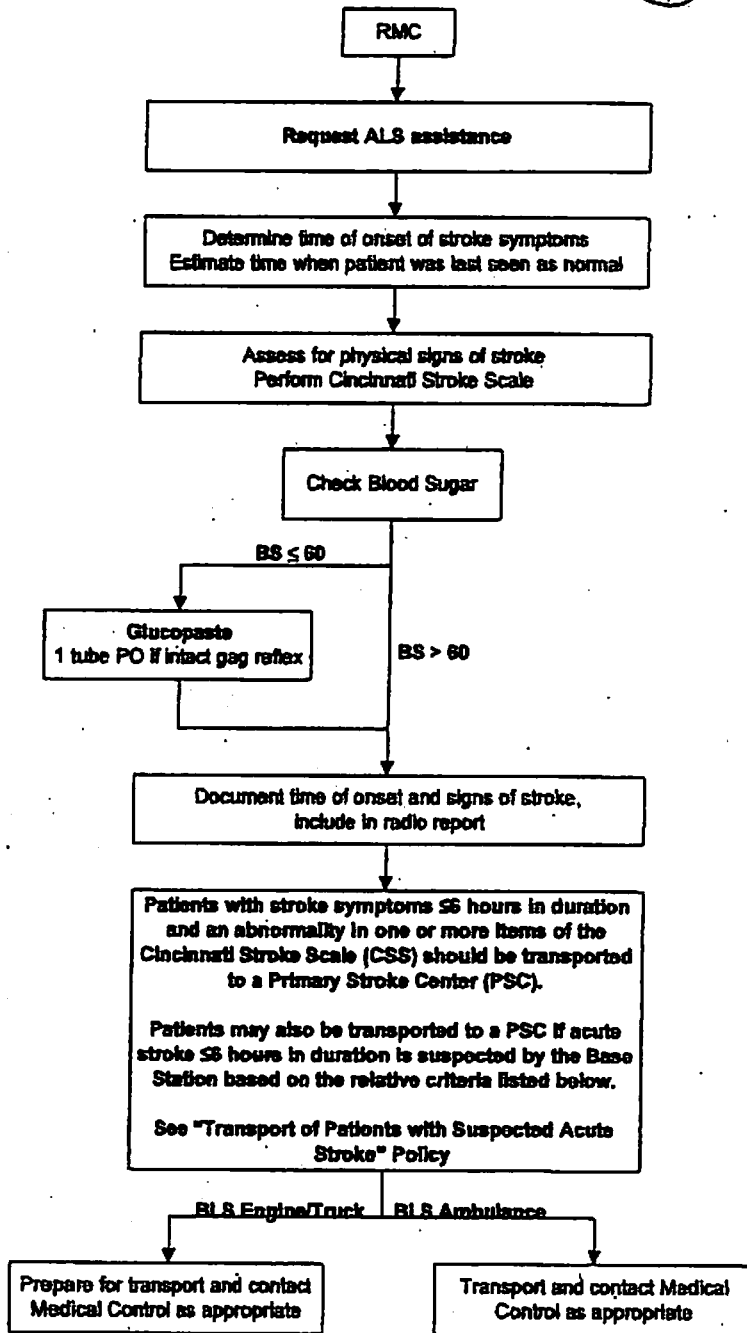 RMC
Request ALS assistance
Determine time of onset of stroke symptoms
Estimate time when patient was last seen as normal
Assess for physical signs of stroke
Perform Cincinnati Stroke Scale
Check Blood Sugar
BS ≤ 60
Glucopaste
1 tube PO if intact gag reflex
BS > 60
Document time of onset and signs of stroke,
include in radio report
Patients with stroke symptoms ≤6 hours in duration
and an abnormality in one or more items of the
Cincinnati Stroke Scale (CSS) should be transported
to a Primary Stroke Center (PSC).
Patients may also be transported to a PSC if acute
stroke ≤6 hours in duration is suspected by the Base
Station based on the relative criteria listed below.
See "Transport of Patients with Suspected Acute
Stroke" Policy
BLS Engine/Truck
BLS Ambulance
Prepare for transport and contact
Medical Control as appropriate
Transport and contact Medical
Control as appropriate